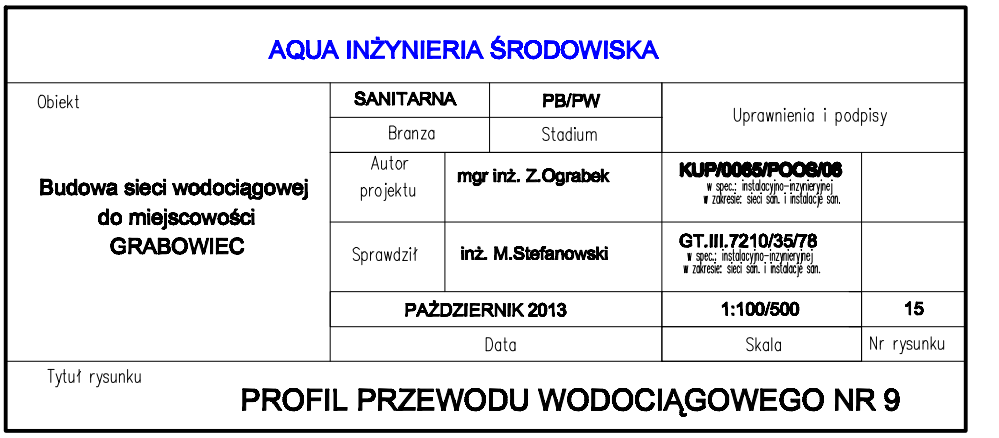 AQUA INŻYNIERIA ŚRODOWISKA
Obiekt
Budowa sieci wodociągowej
do miejscowości
GRABOWIEC
SANITARNA
PB/PW
Branza
Stadium
Uprawnienia i podpisy
Autor
projektu
mgr inż. Z.Ograbek
KUP/0065/POOS/06
w spec.: instalacyjno-inzynieryjnej
w zakresie: sieci san. i instalacje san.
Sprawdził
inż. M.Stefanowski
GT.III.7210/35/78
w spec.: instalacyjno-inzynieryjnej
w zakresie: sieci san. i instalacje san.
PAŻDZIERNIK 2013
1:100/500
15
Data
Skala
Nr rysunku
Tytuł rysunku
PROFIL PRZEWODU WODOCIĄGOWEGO NR 9